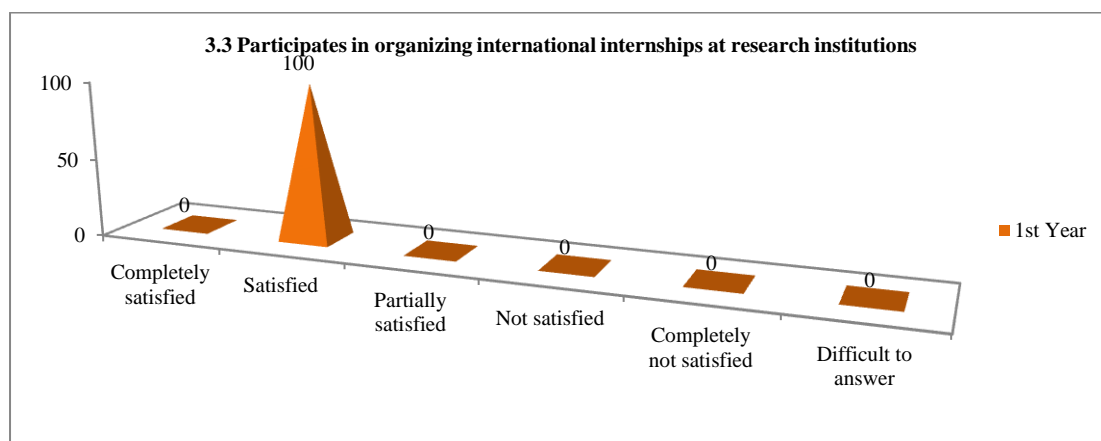 3.3 Participates in organizing international internships at research institutions
100
100
50
0
0
0
0
0
0
Completely
satisfied
Satisfied
Partially
satisfied
Not satisfied
Completely
not satisfied
Difficult to
answer
1st Year